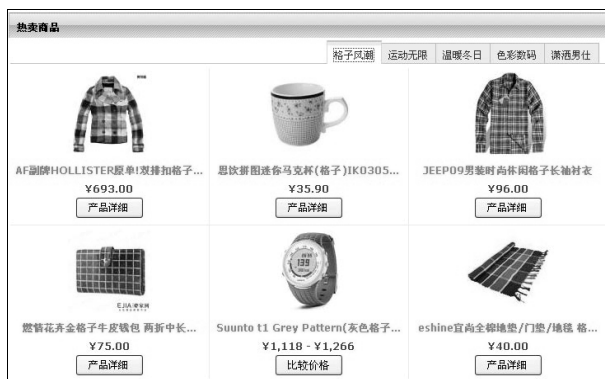 热卖商品
格子风潮 运动无限 温暖冬日 色彩数码 潇洒男仕
AF副牌HOLLISTER原单!双排扣格子... 思饮拼图迷你马克杯(格子)IK0305... JEEP09男装时尚休闲格子长袖衬衣
¥693.00 ¥35.90 ¥96.00
产品详细 产品详细 产品详细
EJIA
燃情花卉金格子牛皮钱包 两折中长... Suunto t1 Grey Pattern(灰色格子... eshine宜尚全棉地垫/门垫/地毯 格...
¥75.00 ¥1,118 - ¥1,266 ¥40.00
产品详细 比较价格 产品详细